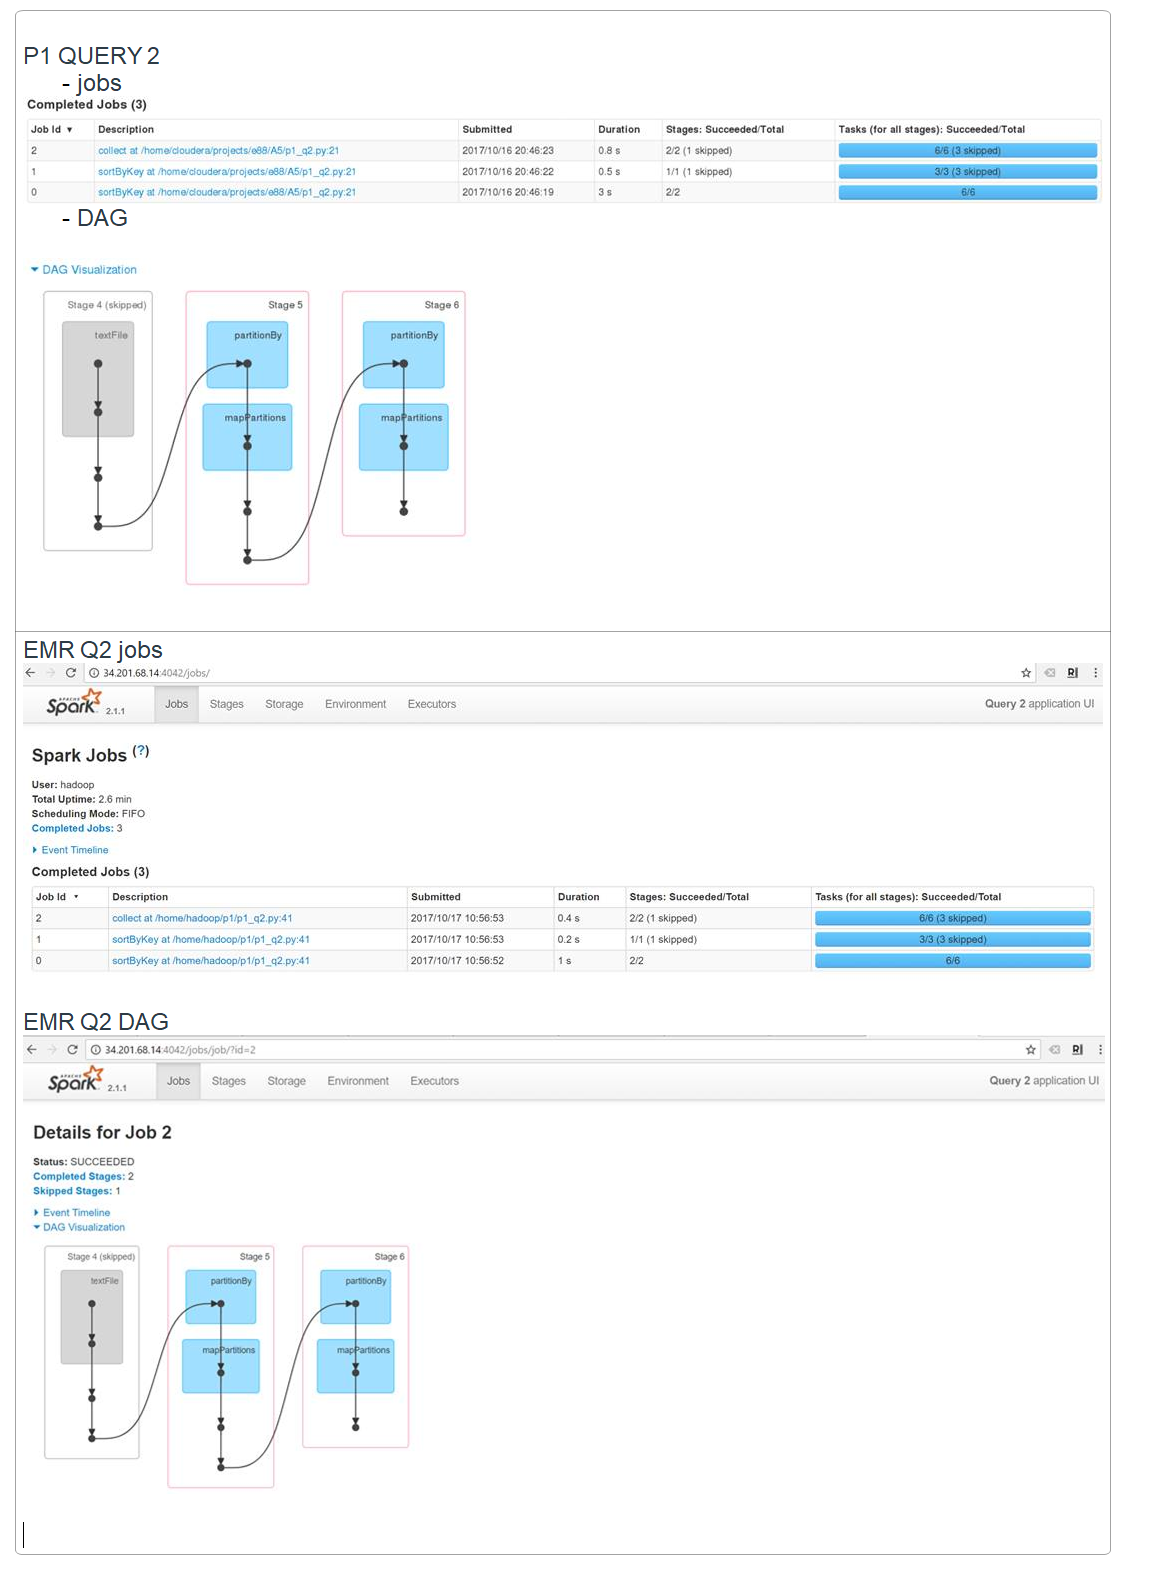 P1 QUERY 2
- jobs
Completed Jobs (3)
Job Id ▾ Description Submitted Duration Stages: Succeeded/Total Tasks (for all stages): Succeeded/Total
2 collect at /home/cloudera/projects/e88/A5/p1_q2.py:21 2017/10/16 20:46:23 0.8 s 2/2 (1 skipped) 6/6 (3 skipped)
1 sortByKey at /home/cloudera/projects/e88/A5/p1_q2.py:21 2017/10/16 20:46:22 0.5 s 1/1 (1 skipped) 3/3 (3 skipped)
0 sortByKey at /home/cloudera/projects/e88/A5/p1_q2.py:21 2017/10/16 20:46:19 3 s 2/2 6/6
- DAG
DAG Visualization
Stage 4 (skipped) Stage 5 Stage 6
textFile partitionBy partitionBy
mapPartitions mapPartitions
EMR Q2 jobs
34.201.68.14:4042/jobs/
APACHE Spark 2.1.1 Jobs Stages Storage Environment Executors Query 2 application UI
Spark Jobs (?)
User: hadoop
Total Uptime: 2.6 min
Scheduling Mode: FIFO
Completed Jobs: 3
Event Timeline
Completed Jobs (3)
Job Id ▾ Description Submitted Duration Stages: Succeeded/Total Tasks (for all stages): Succeeded/Total
2 collect at /home/hadoop/p1/p1_q2.py:41 2017/10/17 10:56:53 0.4 s 2/2 (1 skipped) 6/6 (3 skipped)
1 sortByKey at /home/hadoop/p1/p1_q2.py:41 2017/10/17 10:56:53 0.2 s 1/1 (1 skipped) 3/3 (3 skipped)
0 sortByKey at /home/hadoop/p1/p1_q2.py:41 2017/10/17 10:56:52 1 s 2/2 6/6
EMR Q2 DAG
34.201.68.14:4042/jobs/job/?id=2
APACHE Spark 2.1.1 Jobs Stages Storage Environment Executors Query 2 application UI
Details for Job 2
Status: SUCCEEDED
Completed Stages: 2
Skipped Stages: 1
Event Timeline
DAG Visualization
Stage 4 (skipped) Stage 5 Stage 6
textFile partitionBy partitionBy
mapPartitions mapPartitions